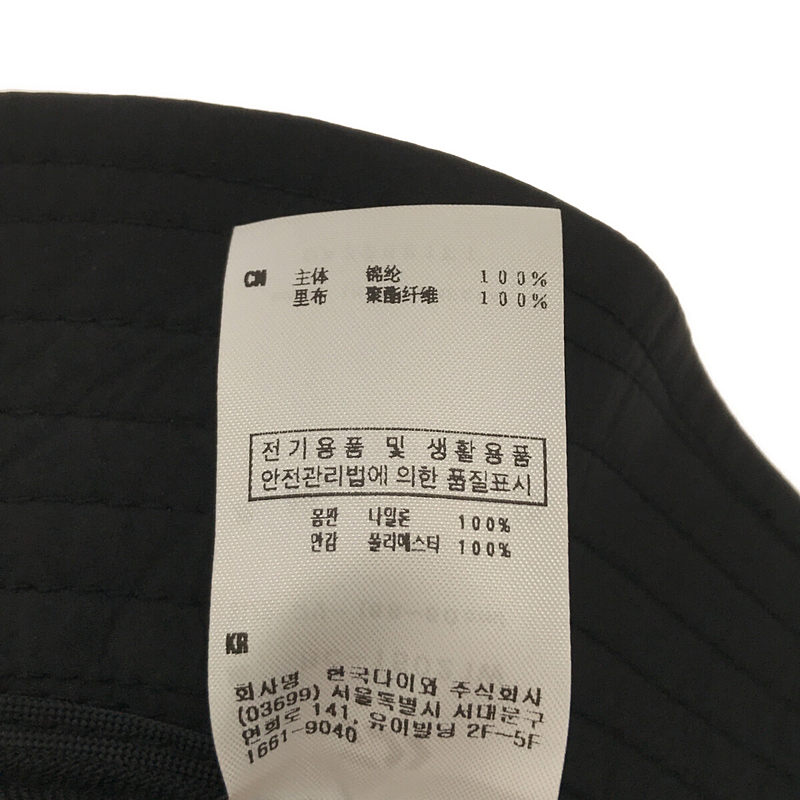 CN 主体 锦纶 100%
里布 聚酯纤维 100%
전기용품 및 생활용품
안전관리법에 의한 품질표시
몸판 나일론 100%
안감 폴리에스터 100%
KR
회사명 한국다이와 주식회사
(03699) 서울특별시 서대문구
연희로 141, 유이빌딩 2F-5F
1661-9040